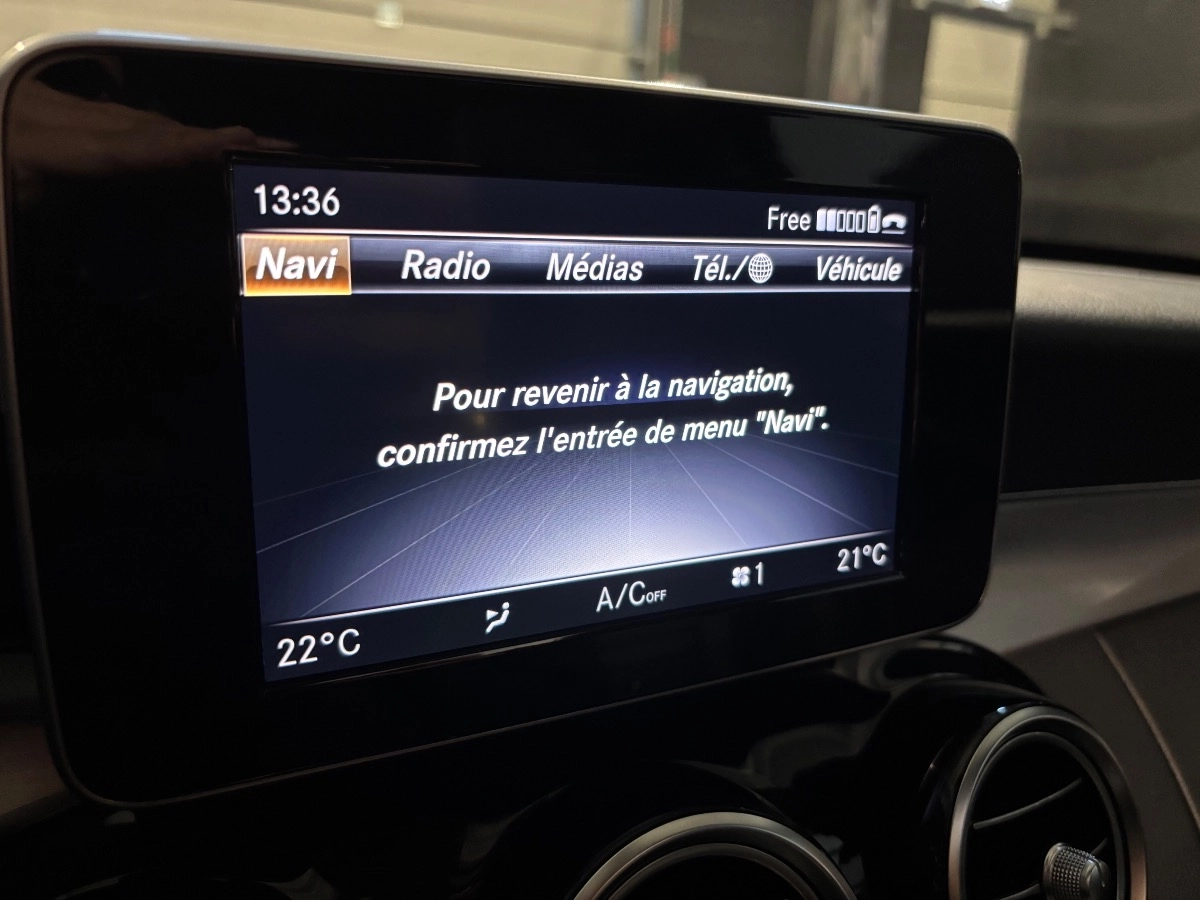 13:36
Free
Navi Radio Médias Tél./ Véhicule
Pour revenir à la navigation,
confirmez l'entrée de menu "Navi".
22°C A/C OFF 1 21°C